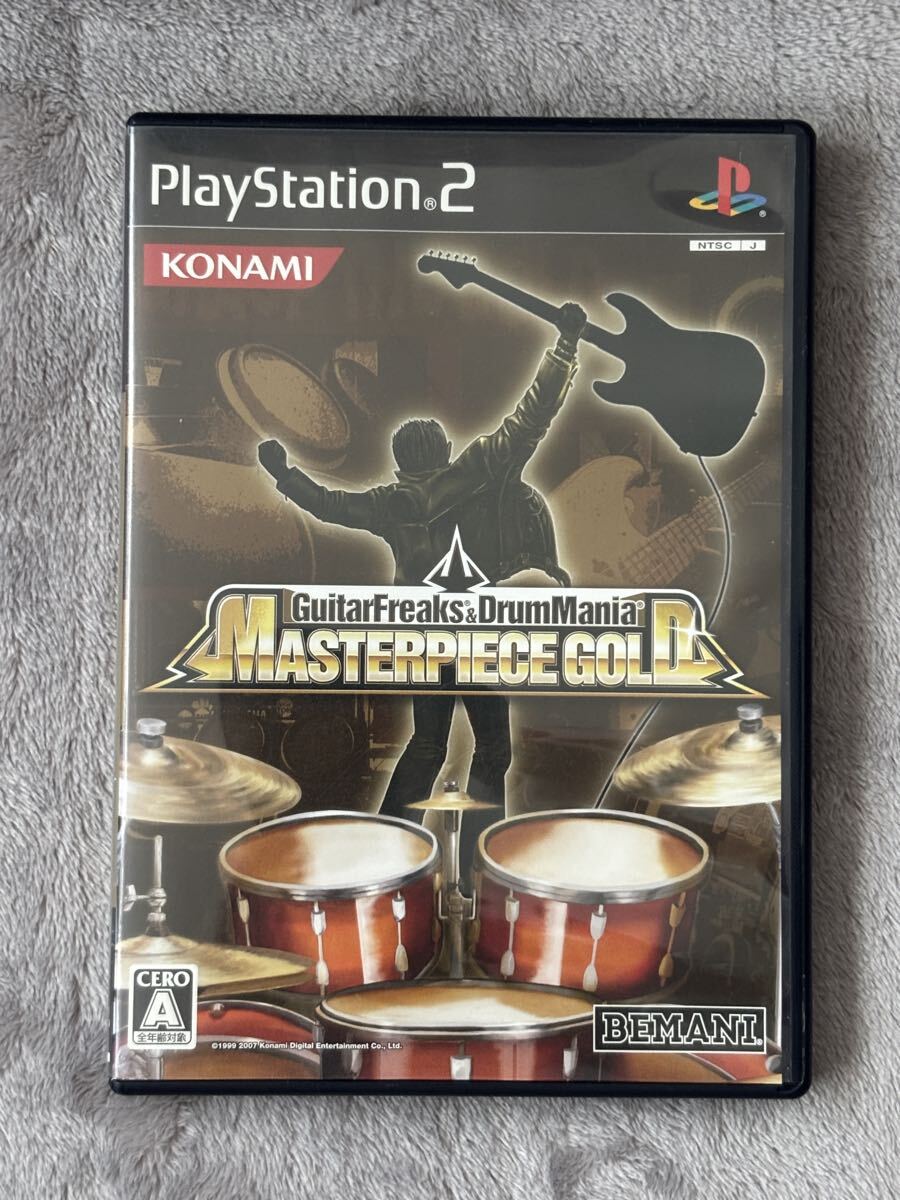 PlayStation®2
NTSC J
KONAMI
GuitarFreaks®&DrumMania®
MASTERPIECE GOLD
CERO
A
全年齢対象
©1999 2007 Konami Digital Entertainment Co., Ltd.
BEMANI®